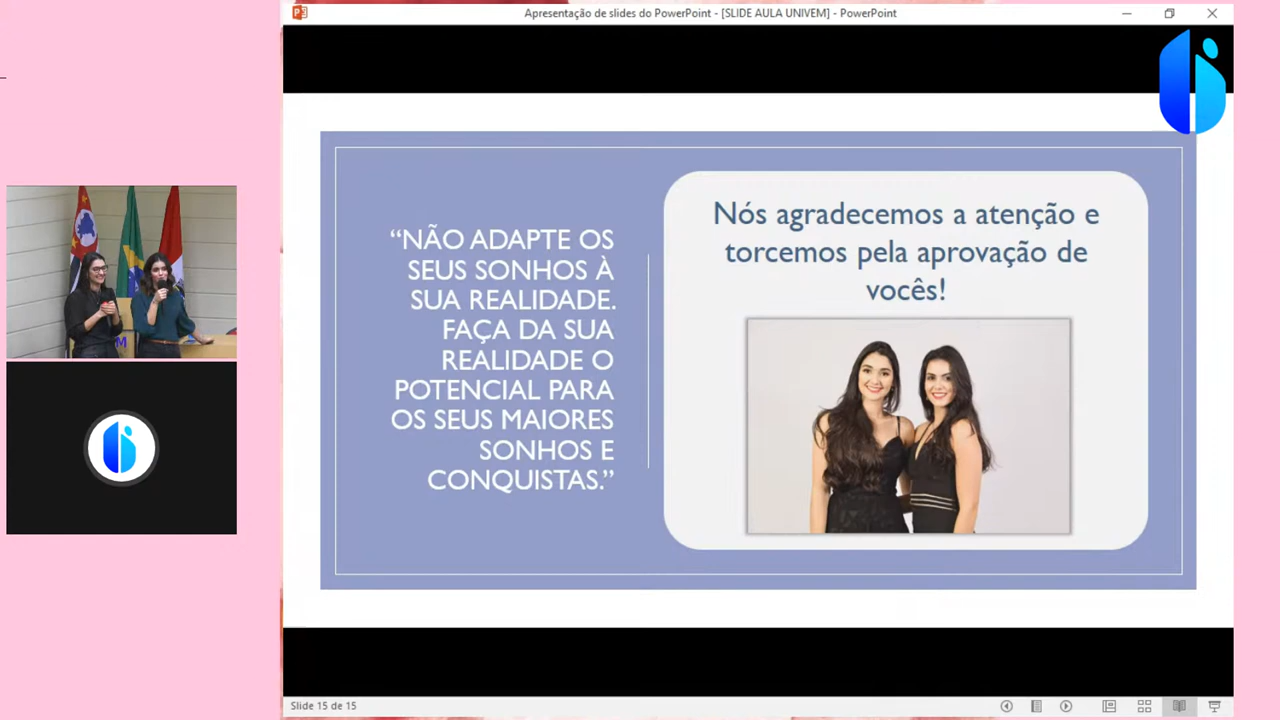 Apresentação de slides do PowerPoint - [SLIDE AULA UNIVEM] - PowerPoint
“NÃO ADAPTE OS
SEUS SONHOS À
SUA REALIDADE.
FAÇA DA SUA
REALIDADE O
POTENCIAL PARA
OS SEUS MAIORES
SONHOS E
CONQUISTAS.”
Nós agradecemos a atenção e
torcemos pela aprovação de
vocês!
Slide 15 de 15